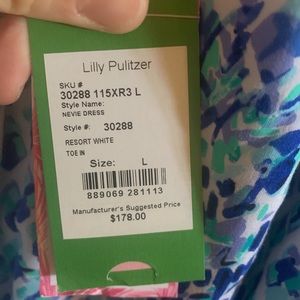 Lilly Pulitzer
SKU #
30288 115XR3 L
Style Name:
NEVIE DRESS
Style #: 30288
RESORT WHITE
TOE IN
Size: L
889069 281113
Manufacturer's Suggested Price
$178.00